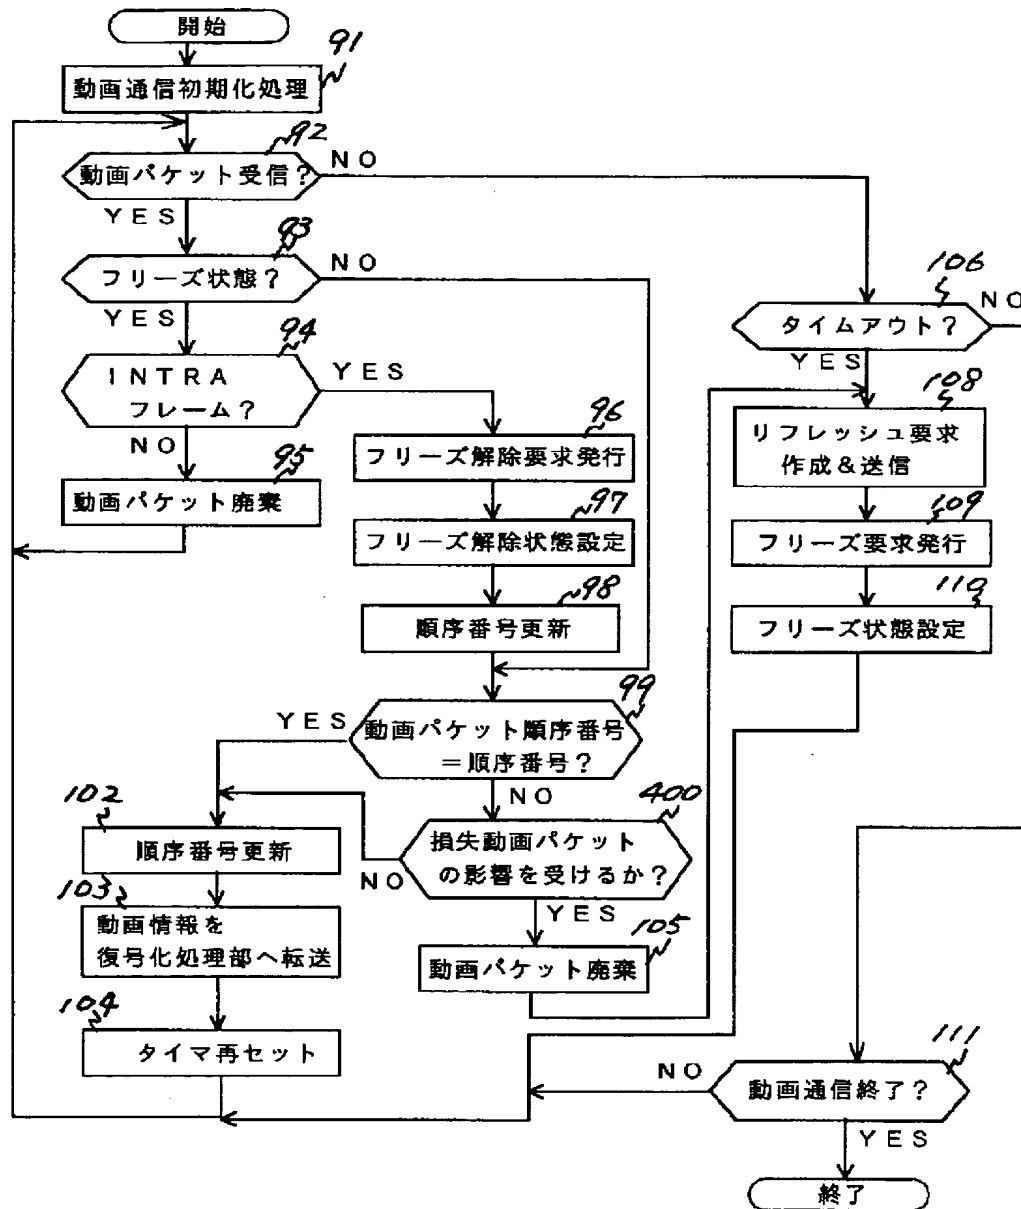 開始
91
動画通信初期化処理
92
動画パケット受信？
NO
YES
93
フリーズ状態？
NO
YES
94
INTRA
フレーム？
YES
NO
95
動画パケット廃棄
96
フリーズ解除要求発行
97
フリーズ解除状態設定
98
順序番号更新
99
動画パケット順序番号
＝順序番号？
YES
NO
400
損失動画パケット
の影響を受けるか？
NO
YES
102
順序番号更新
103
動画情報を
復号化処理部へ転送
104
タイマ再セット
105
動画パケット廃棄
106
タイムアウト？
NO
YES
108
リフレッシュ要求
作成＆送信
109
フリーズ要求発行
110
フリーズ状態設定
111
動画通信終了？
NO
YES
終了